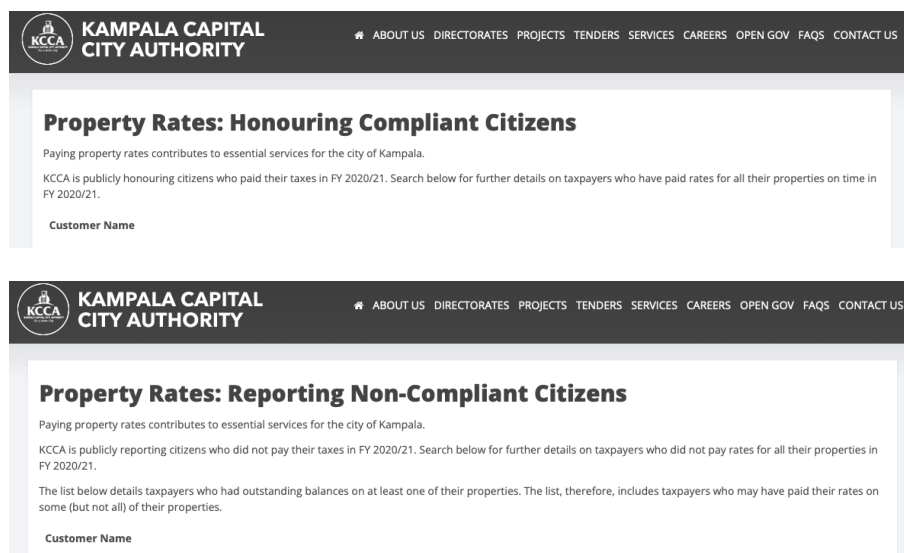 KCCA
KAMPALA CAPITAL
CITY AUTHORITY
ABOUT US DIRECTORATES PROJECTS TENDERS SERVICES CAREERS OPEN GOV FAQS CONTACT US
Property Rates: Honouring Compliant Citizens
Paying property rates contributes to essential services for the city of Kampala.
KCCA is publicly honouring citizens who paid their taxes in FY 2020/21. Search below for further details on taxpayers who have paid rates for all their properties on time in
FY 2020/21.
Customer Name
KCCA
KAMPALA CAPITAL
CITY AUTHORITY
ABOUT US DIRECTORATES PROJECTS TENDERS SERVICES CAREERS OPEN GOV FAQS CONTACT US
Property Rates: Reporting Non-Compliant Citizens
Paying property rates contributes to essential services for the city of Kampala.
KCCA is publicly reporting citizens who did not pay their taxes in FY 2020/21. Search below for further details on taxpayers who did not pay rates for all their properties in
FY 2020/21.
The list below details taxpayers who had outstanding balances on at least one of their properties. The list, therefore, includes taxpayers who may have paid their rates on
some (but not all) of their properties.
Customer Name